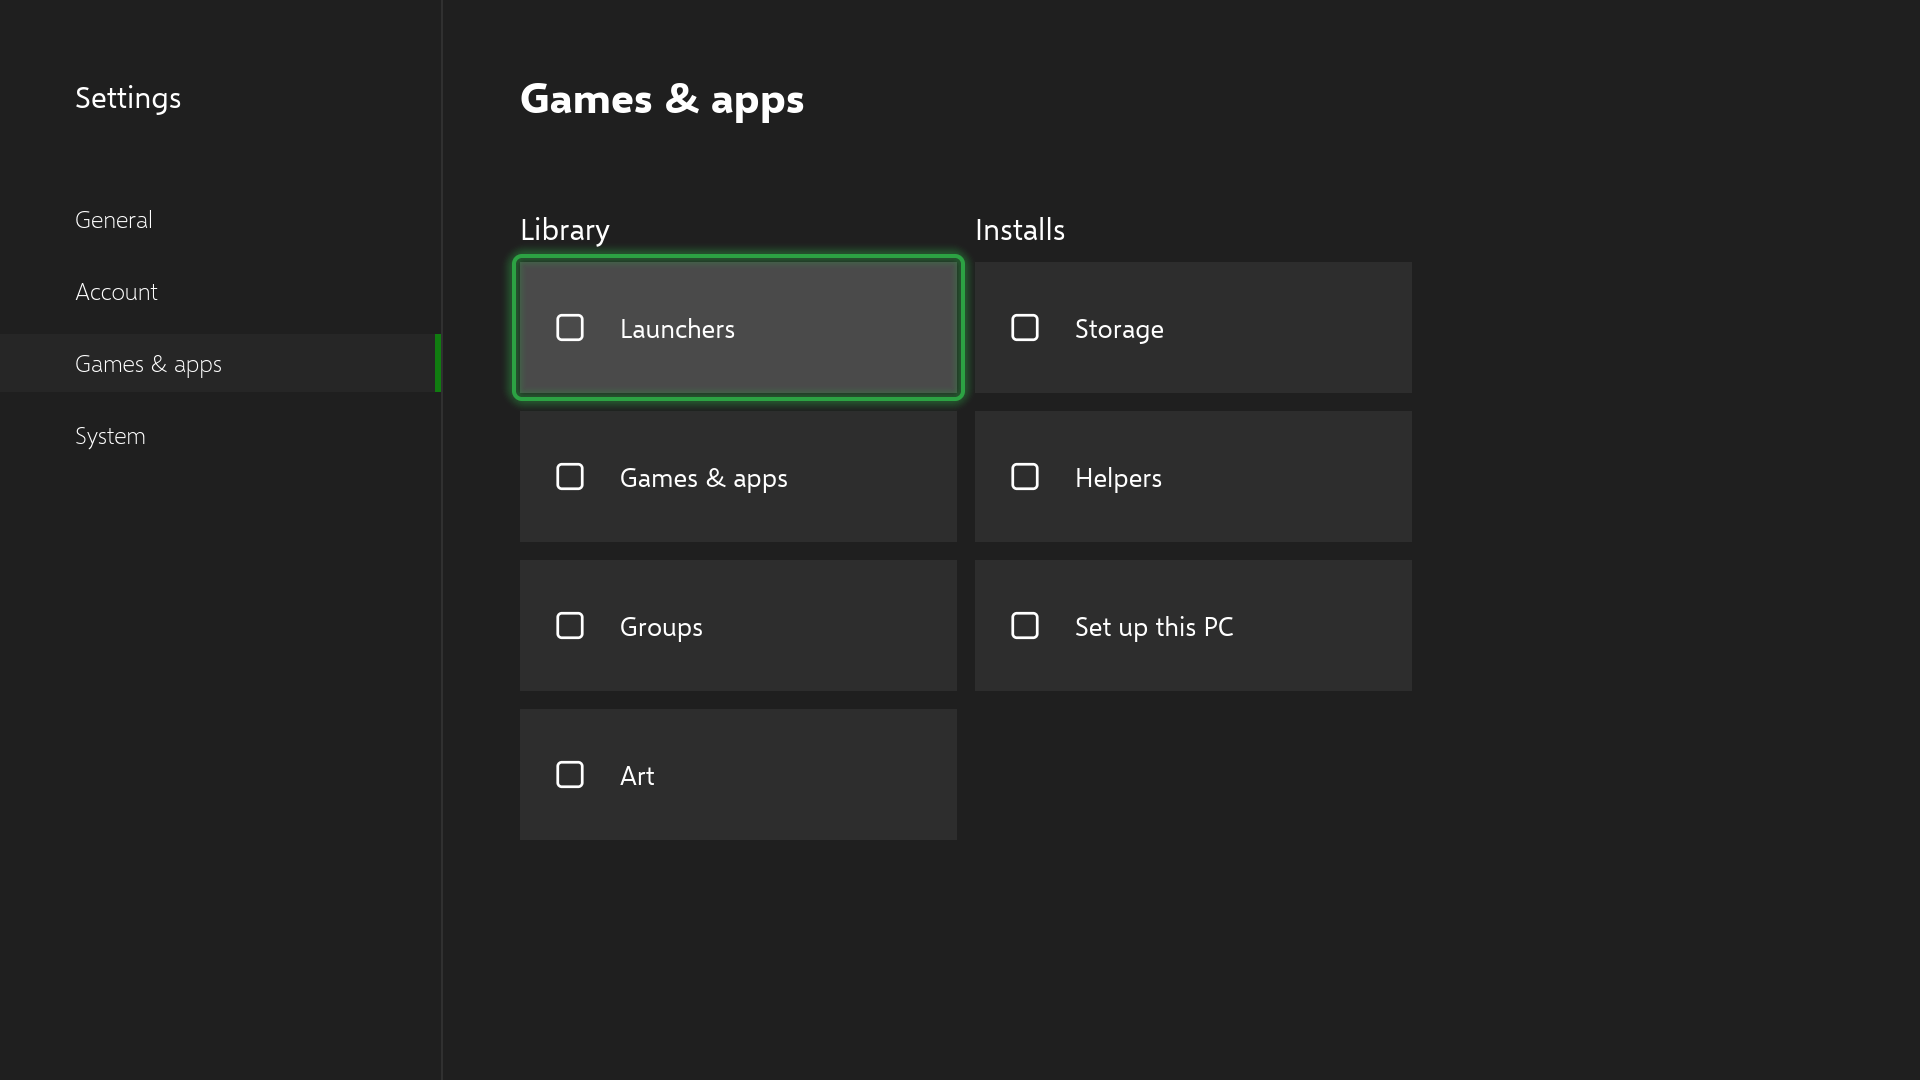 Settings
General
Account
Games & apps
System
Games & apps
Library
Launchers
Games & apps
Groups
Art
Installs
Storage
Helpers
Set up this PC